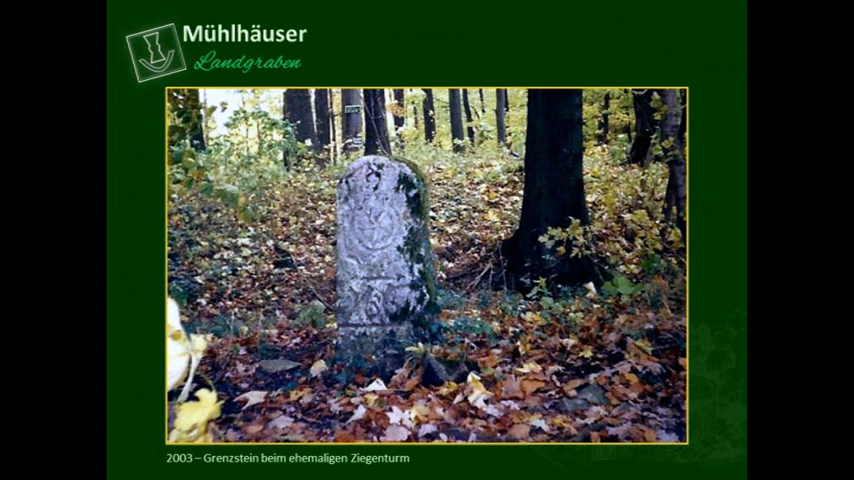 Mühlhäuser
Landgraben
2003 – Grenzstein beim ehemaligen Ziegenturm